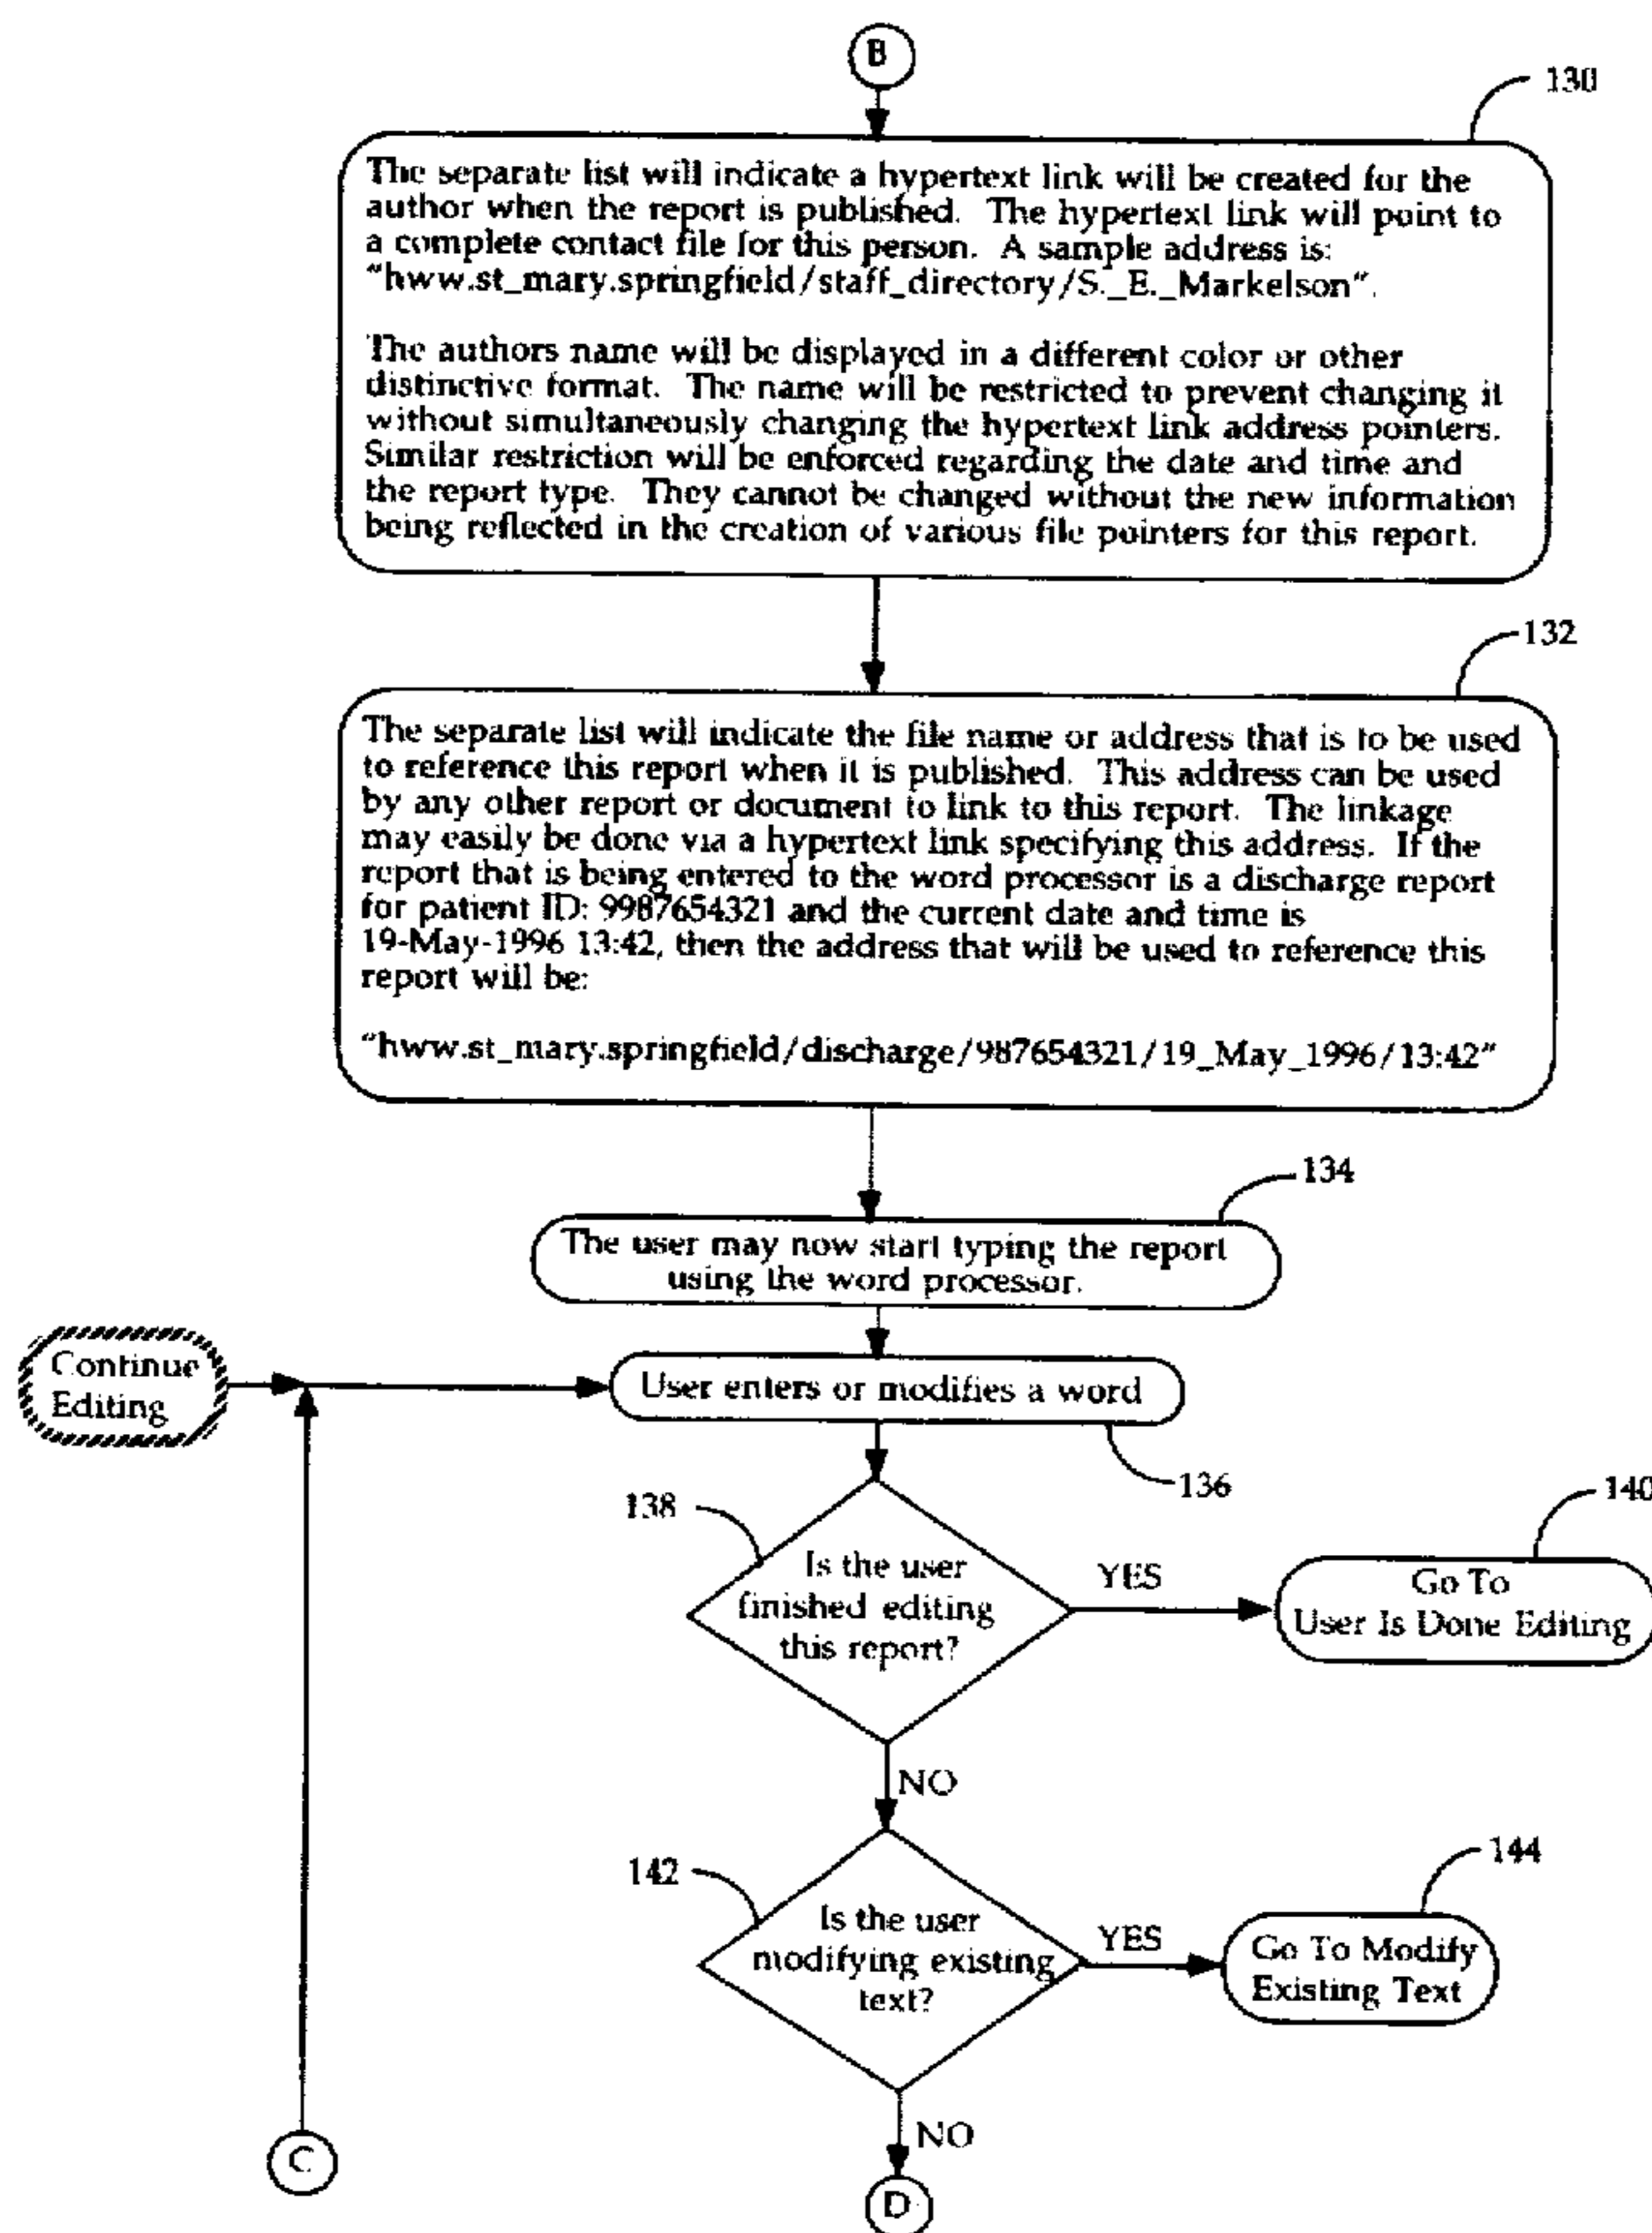 B
130
The separate list will indicate a hypertext link will be created for the
author when the report is published. The hypertext link will point to
a complete contact file for this person. A sample address is:
"hww.st_mary.springfield/staff_directory/S._E._Markelson".
The authors name will be displayed in a different color or other
distinctive format. The name will be restricted to prevent changing it
without simultaneously changing the hypertext link address pointers.
Similar restriction will be enforced regarding the date and time and
the report type. They cannot be changed without the new information
being reflected in the creation of various file pointers for this report.
132
The separate list will indicate the file name or address that is to be used
to reference this report when it is published. This address can be used
by any other report or document to link to this report. The linkage
may easily be done via a hypertext link specifying this address. If the
report that is being entered to the word processor is a discharge report
for patient ID: 9987654321 and the current date and time is
19-May-1996 13:42, then the address that will be used to reference this
report will be:
"hww.st_mary.springfield/discharge/987654321/19_May_1996/13:42"
134
The user may now start typing the report
using the word processor.
Continue
Editing
User enters or modifies a word
136
138
140
Is the user
finished editing
this report?
YES
Go To
User Is Done Editing
NO
142
144
Is the user
modifying existing
text?
YES
Go To Modify
Existing Text
NO
C
D